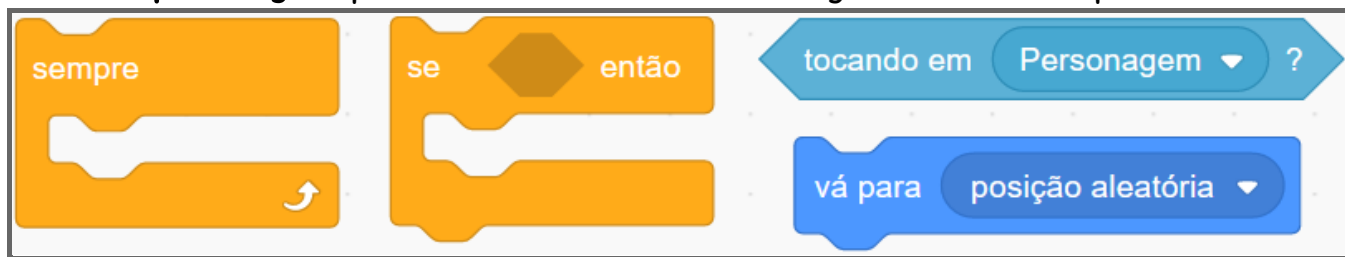 sempre
se então
tocando em Personagem ?
vá para posição aleatória